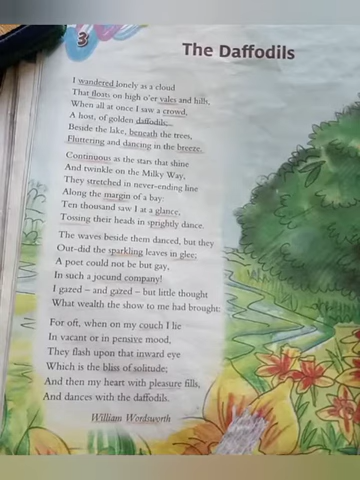 3
The Daffodils
I wandered lonely as a cloud
That floats on high o'er vales and hills,
When all at once I saw a crowd,
A host, of golden daffodils;
Beside the lake, beneath the trees,
Fluttering and dancing in the breeze.
Continuous as the stars that shine
And twinkle on the Milky Way,
They stretched in never-ending line
Along the margin of a bay:
Ten thousand saw I at a glance,
Tossing their heads in sprightly dance.
The waves beside them danced, but they
Out-did the sparkling leaves in glee;
A poet could not be but gay,
In such a jocund company!
I gazed – and gazed – but little thought
What wealth the show to me had brought:
For oft, when on my couch I lie
In vacant or in pensive mood,
They flash upon that inward eye
Which is the bliss of solitude;
And then my heart with pleasure fills,
And dances with the daffodils.
William Wordsworth